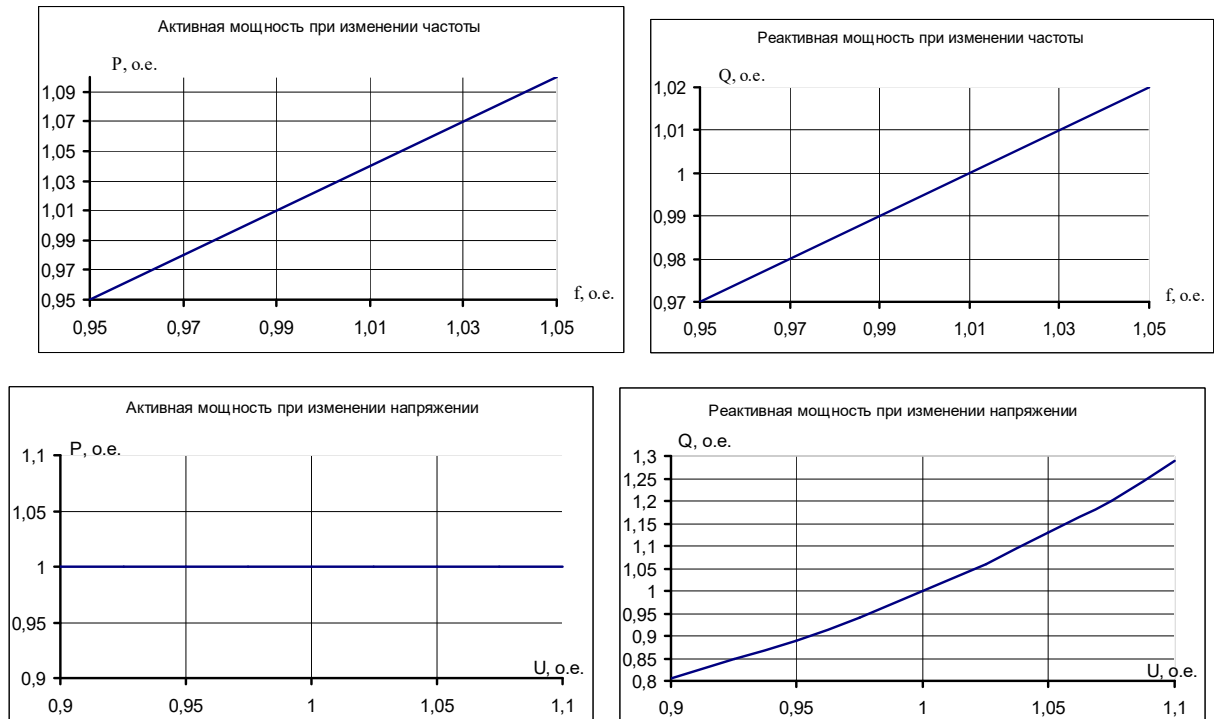 Активная мощность при изменении частоты
P, о.е.
1,09
1,07
1,05
1,03
1,01
0,99
0,97
0,95
f, о.е.
0,95 0,97 0,99 1,01 1,03 1,05
Реактивная мощность при изменении частоты
Q, о.е.
1,02
1,01
1
0,99
0,98
0,97
f, о.е.
0,95 0,97 0,99 1,01 1,03 1,05
Активная мощность при изменении напряжении
P, о.е.
1,1
1,05
1
0,95
0,9
U, о.е.
0,9 0,95 1 1,05 1,1
Реактивная мощность при изменении напряжении
Q, о.е.
1,3
1,25
1,2
1,15
1,1
1,05
1
0,95
0,9
0,85
0,8
U, о.е.
0,9 0,95 1 1,05 1,1